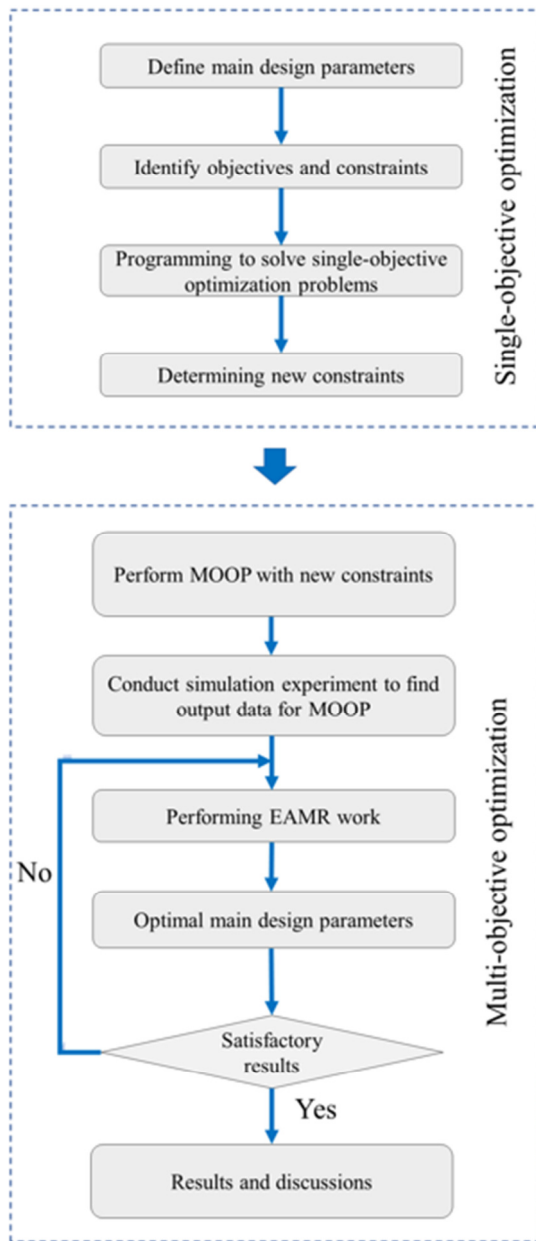 Define main design parameters
Identify objectives and constraints
Programming to solve single-objective
optimization problems
Determining new constraints
Single-objective optimization
Perform MOOP with new constraints
Conduct simulation experiment to find
output data for MOOP
Performing EAMR work
No
Optimal main design parameters
Satisfactory
results
Yes
Results and discussions
Multi-objective optimization